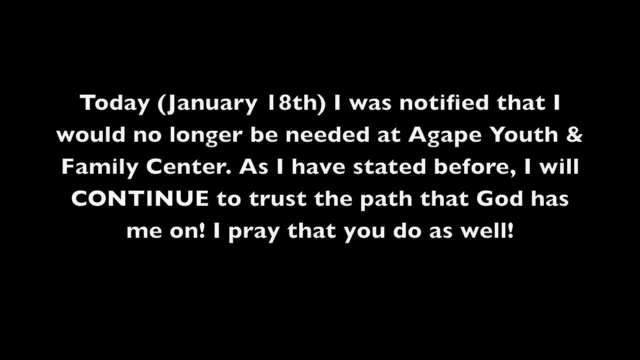 Today (January 18th) I was notified that I
would no longer be needed at Agape Youth &
Family Center. As I have stated before, I will
CONTINUE to trust the path that God has
me on! I pray that you do as well!